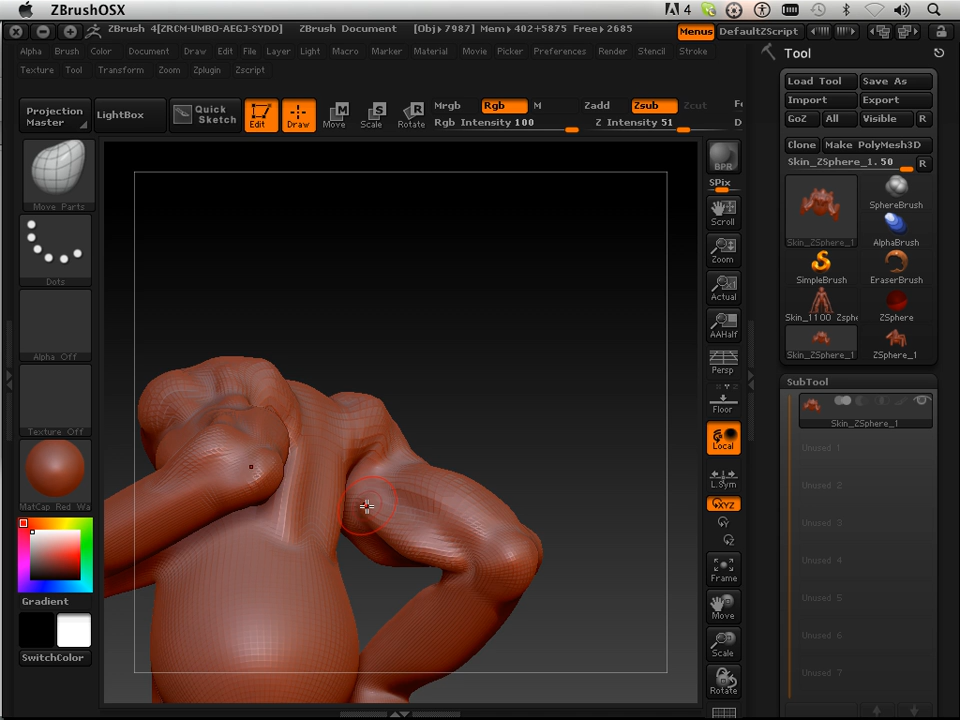 ZBrushOSX
4
ZBrush 4[ZRCM-UMBO-AEGJ-SYDD] ZBrush Document [Obj▸7987] Mem▸402+5875 Free▸2685 Menus DefaultZScript
Alpha Brush Color Document Draw Edit File Layer Light Macro Marker Material Movie Picker Preferences Render Stencil Stroke
Texture Tool Transform Zoom Zplugin Zscript
Tool
Load Tool Save As
Import Export
GoZ All Visible R
Clone Make PolyMesh3D
Skin_ZSphere_1. 50 R
Projection Master
LightBox
Quick Sketch
Edit Draw Move Scale Rotate
Mrgb Rgb M Zadd Zsub Zcut
Rgb Intensity 100 Z Intensity 51
Move Parts
Dots
Alpha Off
Texture Off
MatCap Red Wa
Gradient
SwitchColor
BPR
SPix
Scroll
Zoom
Actual
AAHalf
Persp
Floor
Local
L.Sym
XYZ
Frame
Move
Scale
Rotate
Skin_ZSphere_1
SphereBrush
AlphaBrush
SimpleBrush EraserBrush
Skin_1100 Zsphe ZSphere
Skin_ZSphere_1 ZSphere_1
SubTool
Skin_ZSphere_1
Unused 1
Unused 2
Unused 3
Unused 4
Unused 5
Unused 6
Unused 7